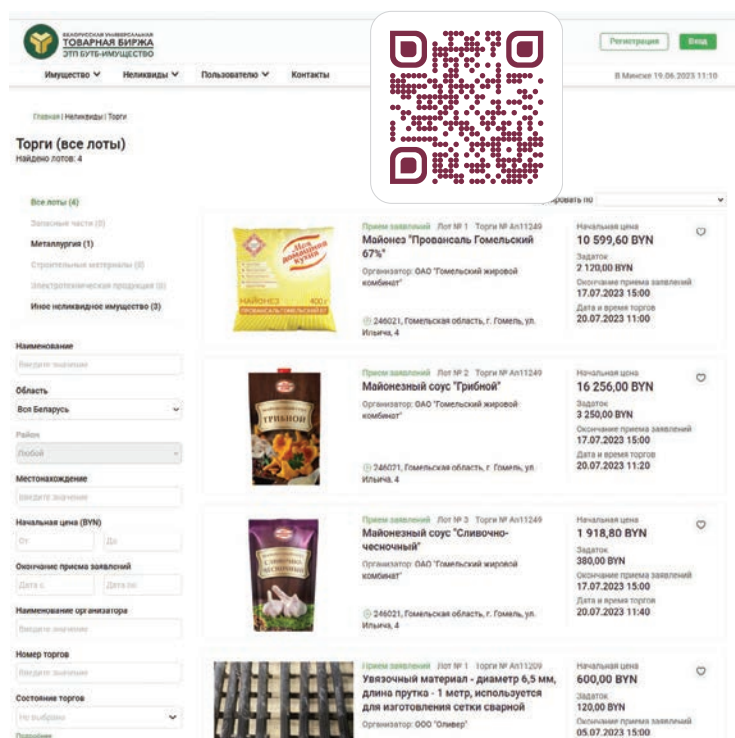 БЕЛОРУССКАЯ УНИВЕРСАЛЬНАЯ
ТОВАРНАЯ БИРЖА
ЭТП БУТБ-ИМУЩЕСТВО
Регистрация
Вход
Имущество
Неликвиды
Пользователю
Контакты
В Минске 19.06.2023 11:10
Главная | Неликвиды | Торги
Торги (все лоты)
Найдено лотов: 4
ровать по
Все лоты (4)
Запасные части (0)
Металлургия (1)
Строительные материалы (0)
Электротехническая продукция (0)
Иное неликвидное имущество (3)
Наименование
Введите значение
Область
Вся Беларусь
Район
Любой
Местонахождение
Введите значение
Начальная цена (BYN)
От
До
Окончание приема заявлений
Дата с
Дата по
Наименование организатора
Введите значение
Номер торгов
Введите значение
Состояние торгов
Не выбрано
Подробнее
Моя домашняя кухня
МАЙОНЕЗ
400 г
ПРОВАНСАЛЬ ГОМЕЛЬСКИЙ 67
Прием заявлений Лот № 1 Торги № Ап11249
Майонез "Провансаль Гомельский
67%"
Организатор: ОАО "Гомельский жировой
комбинат"
246021, Гомельская область, г. Гомель, ул.
Ильича, 4
Начальная цена
10 599,60 BYN
Задаток
2 120,00 BYN
Окончание приема заявлений
17.07.2023 15:00
Дата и время торгов
20.07.2023 11:00
ГРИБНОЙ
Прием заявлений Лот № 2 Торги № Ап11249
Майонезный соус "Грибной"
Организатор: ОАО "Гомельский жировой
комбинат"
246021, Гомельская область, г. Гомель, ул.
Ильича, 4
Начальная цена
16 256,00 BYN
Задаток
3 250,00 BYN
Окончание приема заявлений
17.07.2023 15:00
Дата и время торгов
20.07.2023 11:20
СЛИВОЧНО-
ЧЕСНОЧНЫЙ
Прием заявлений Лот № 3 Торги № Ап11249
Майонезный соус "Сливочно-
чесночный"
Организатор: ОАО "Гомельский жировой
комбинат"
246021, Гомельская область, г. Гомель, ул.
Ильича, 4
Начальная цена
1 918,80 BYN
Задаток
380,00 BYN
Окончание приема заявлений
17.07.2023 15:00
Дата и время торгов
20.07.2023 11:40
Прием заявлений Лот № 1 Торги № Ап11209
Увязочный материал - диаметр 6,5 мм,
длина прутка - 1 метр, используется
для изготовления сетки сварной
Организатор: ООО "Оливер"
Начальная цена
600,00 BYN
Задаток
120,00 BYN
Окончание приема заявлений
05.07.2023 15:00